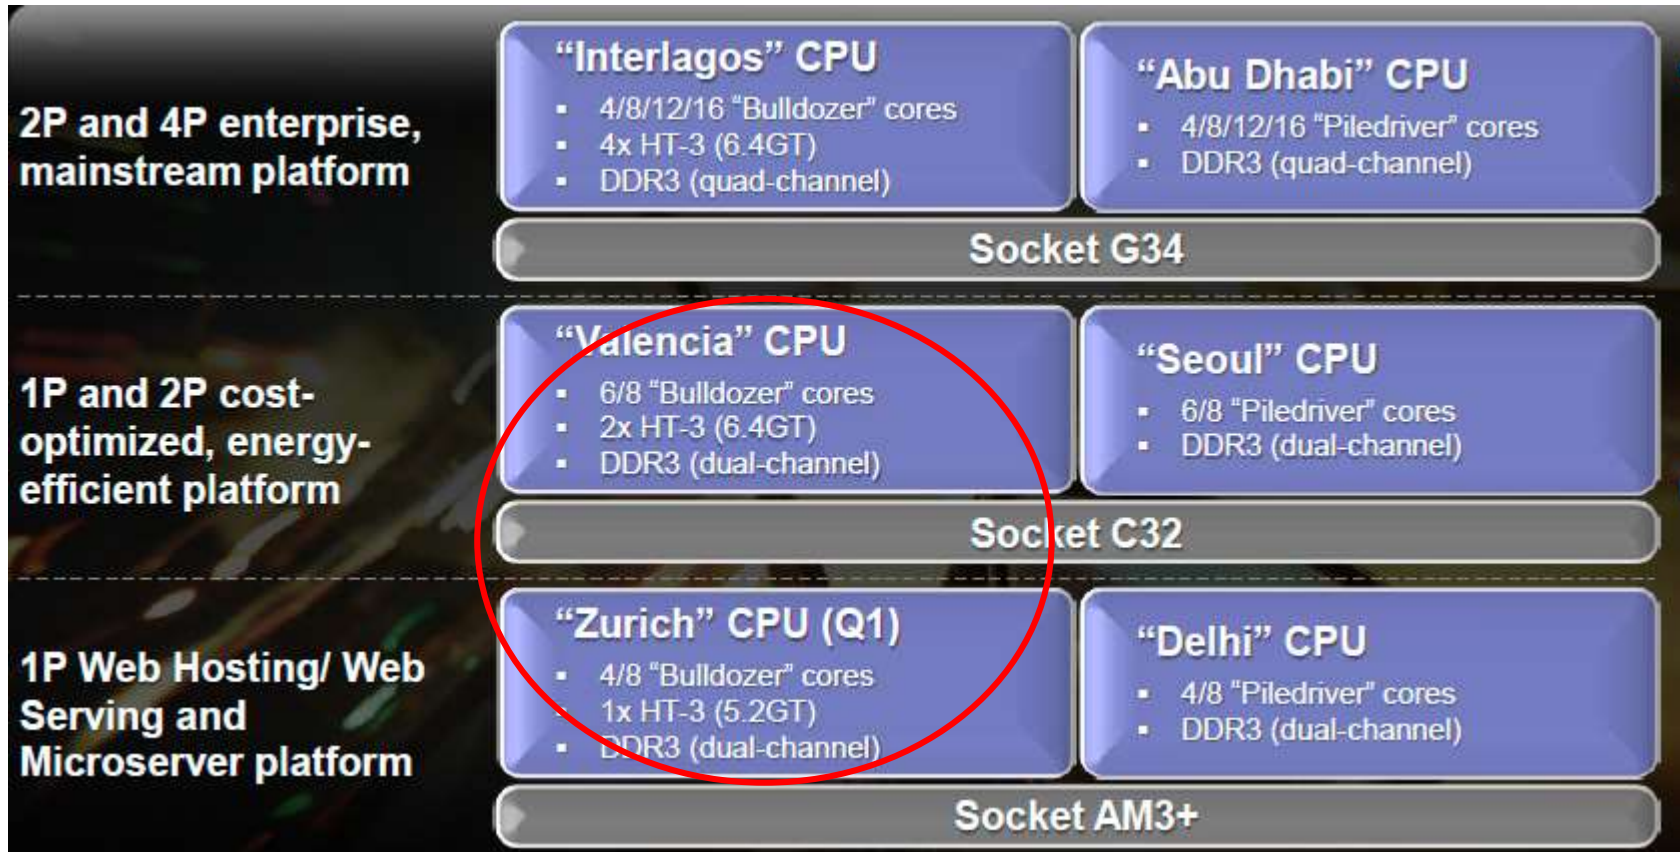 2P and 4P enterprise,
mainstream platform
“Interlagos” CPU
▪ 4/8/12/16 “Bulldozer” cores
▪ 4x HT-3 (6.4GT)
▪ DDR3 (quad-channel)
“Abu Dhabi” CPU
▪ 4/8/12/16 “Piledriver” cores
▪ DDR3 (quad-channel)
Socket G34
1P and 2P cost-
optimized, energy-
efficient platform
“Valencia” CPU
▪ 6/8 “Bulldozer” cores
▪ 2x HT-3 (6.4GT)
▪ DDR3 (dual-channel)
“Seoul” CPU
▪ 6/8 “Piledriver” cores
▪ DDR3 (dual-channel)
Socket C32
1P Web Hosting/ Web
Serving and
Microserver platform
“Zurich” CPU (Q1)
▪ 4/8 “Bulldozer” cores
▪ 1x HT-3 (5.2GT)
▪ DDR3 (dual-channel)
“Delhi” CPU
▪ 4/8 “Piledriver” cores
▪ DDR3 (dual-channel)
Socket AM3+